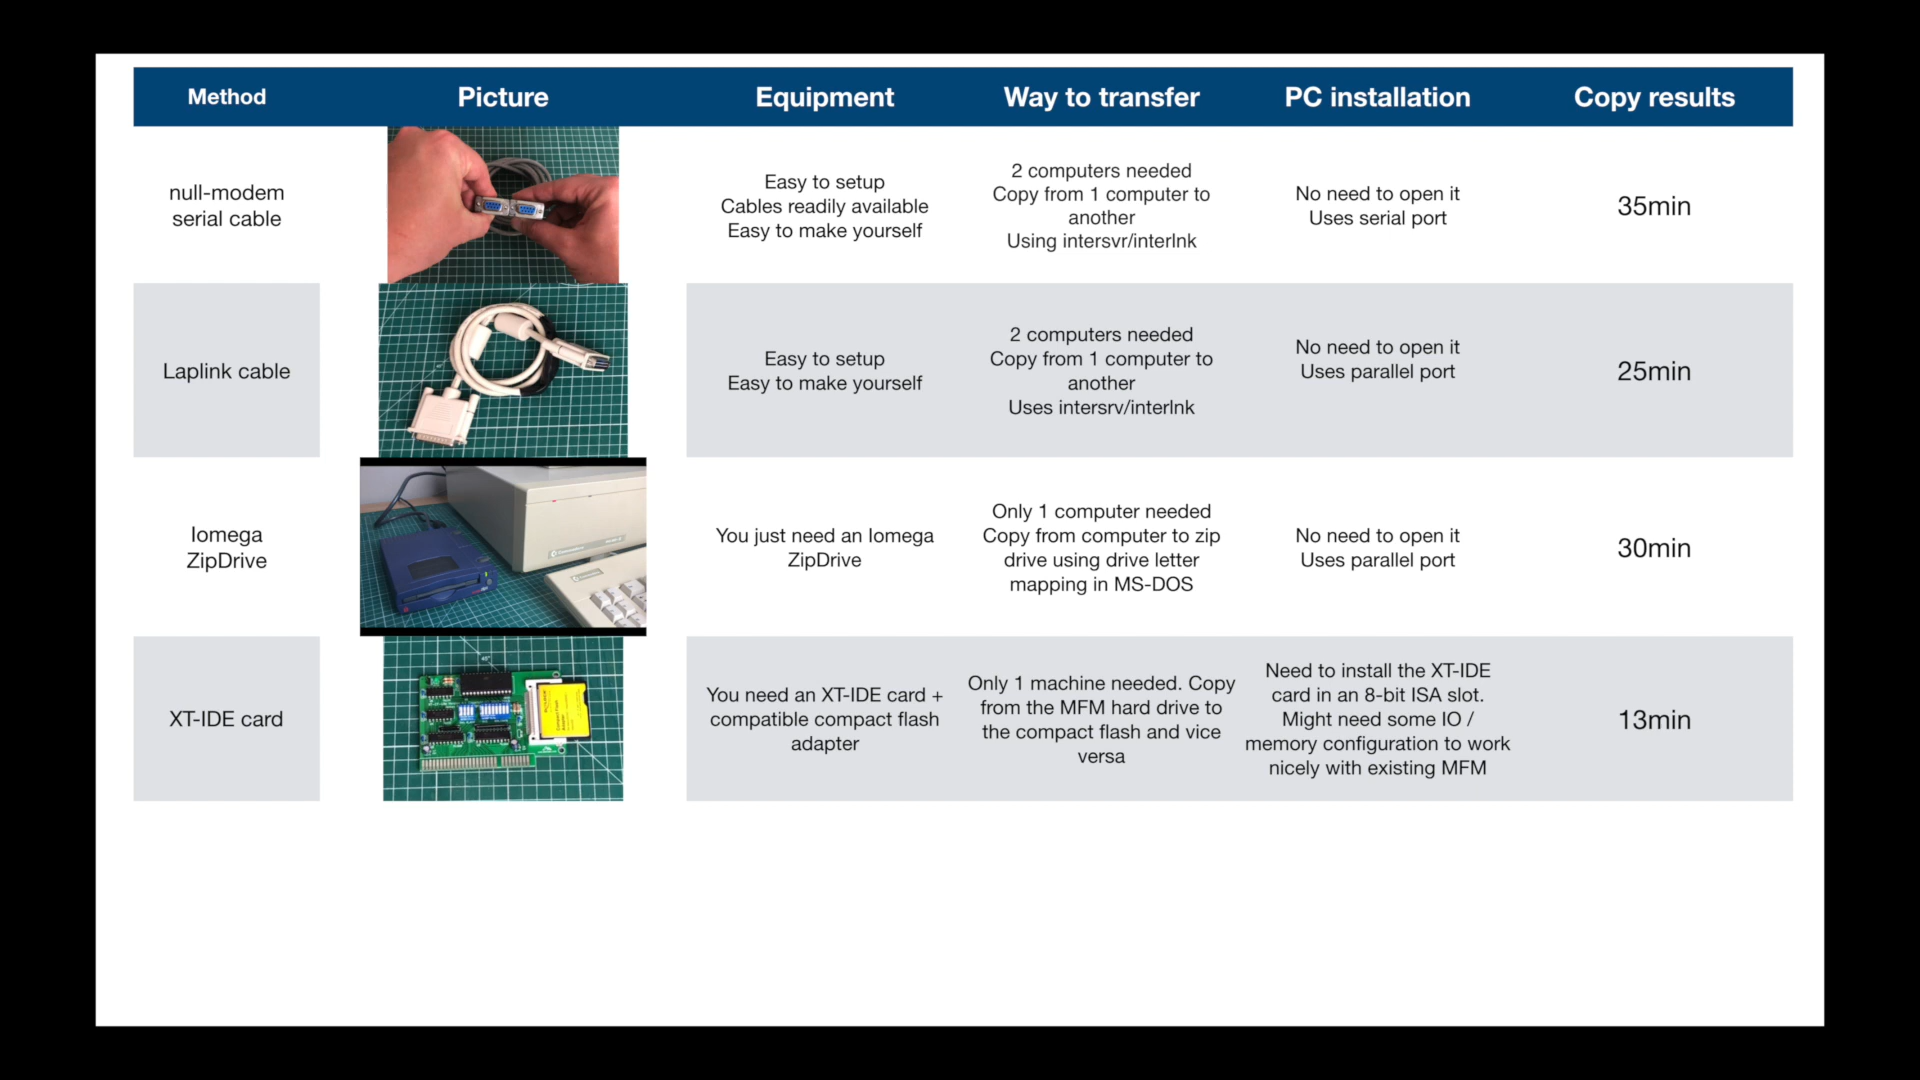 Method Picture Equipment Way to transfer PC installation Copy results
null-modem
serial cable
Easy to setup
Cables readily available
Easy to make yourself
2 computers needed
Copy from 1 computer to
another
Using intersvr/interlnk
No need to open it
Uses serial port
35min
Laplink cable
Easy to setup
Easy to make yourself
2 computers needed
Copy from 1 computer to
another
Uses intersrv/interlnk
No need to open it
Uses parallel port
25min
Iomega
ZipDrive
You just need an Iomega
ZipDrive
Only 1 computer needed
Copy from computer to zip
drive using drive letter
mapping in MS-DOS
No need to open it
Uses parallel port
30min
XT-IDE card
You need an XT-IDE card +
compatible compact flash
adapter
Only 1 machine needed. Copy
from the MFM hard drive to
the compact flash and vice
versa
Need to install the XT-IDE
card in an 8-bit ISA slot.
Might need some IO /
memory configuration to work
nicely with existing MFM
13min